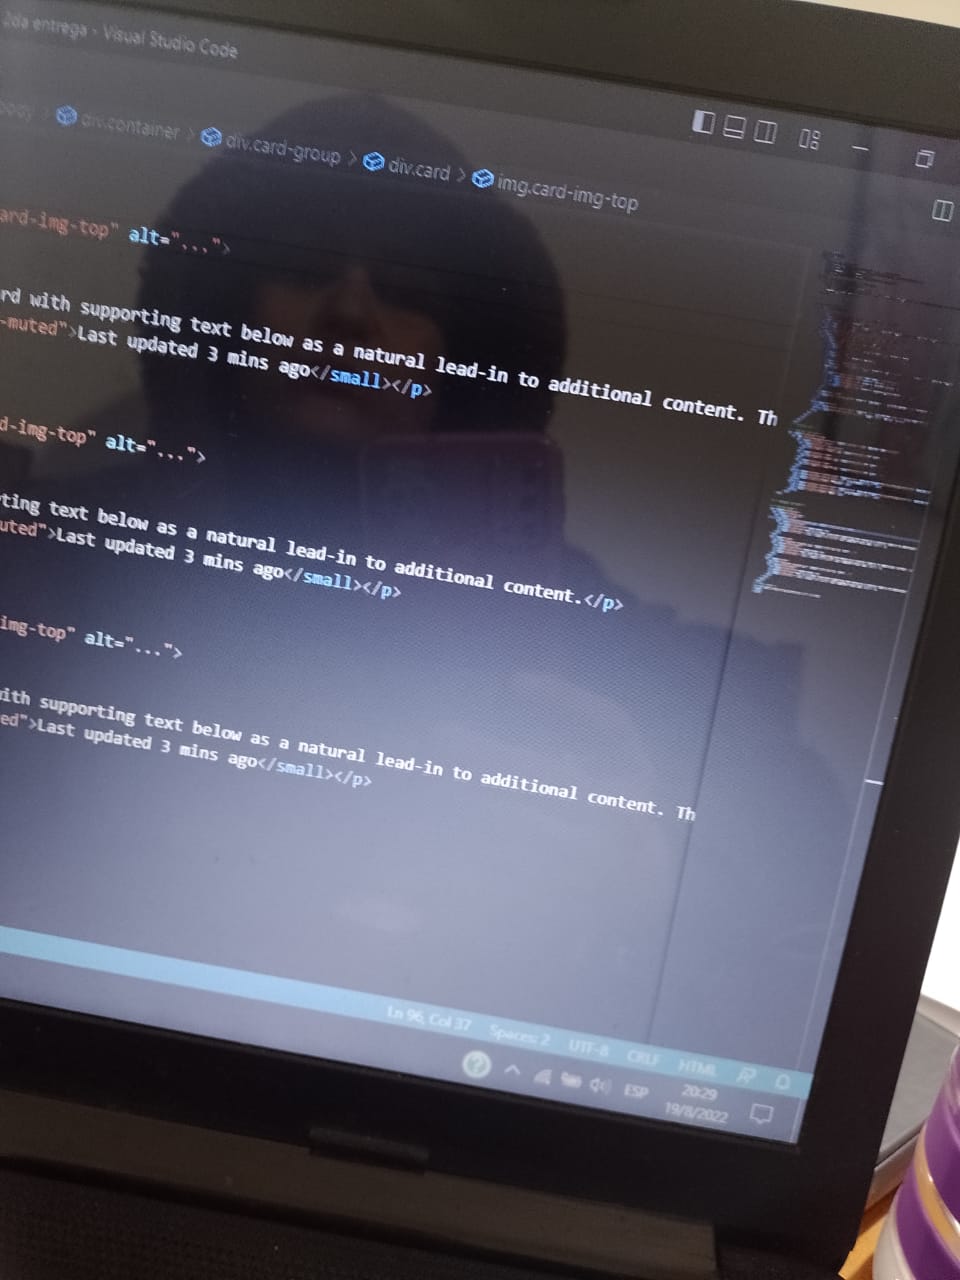 2da entrega - Visual Studio Code
body > div.container > div.card-group > div.card > img.card-img-top
ard-img-top" alt="...">
rd with supporting text below as a natural lead-in to additional content. Th
-muted">Last updated 3 mins ago</small></p>
d-img-top" alt="...">
ting text below as a natural lead-in to additional content.</p>
uted">Last updated 3 mins ago</small></p>
img-top" alt="...">
ith supporting text below as a natural lead-in to additional content. Th
ed">Last updated 3 mins ago</small></p>
Ln 96, Col 37 Spaces: 2 UTF-8 CRLF HTML
ESP 20:29
19/8/2022